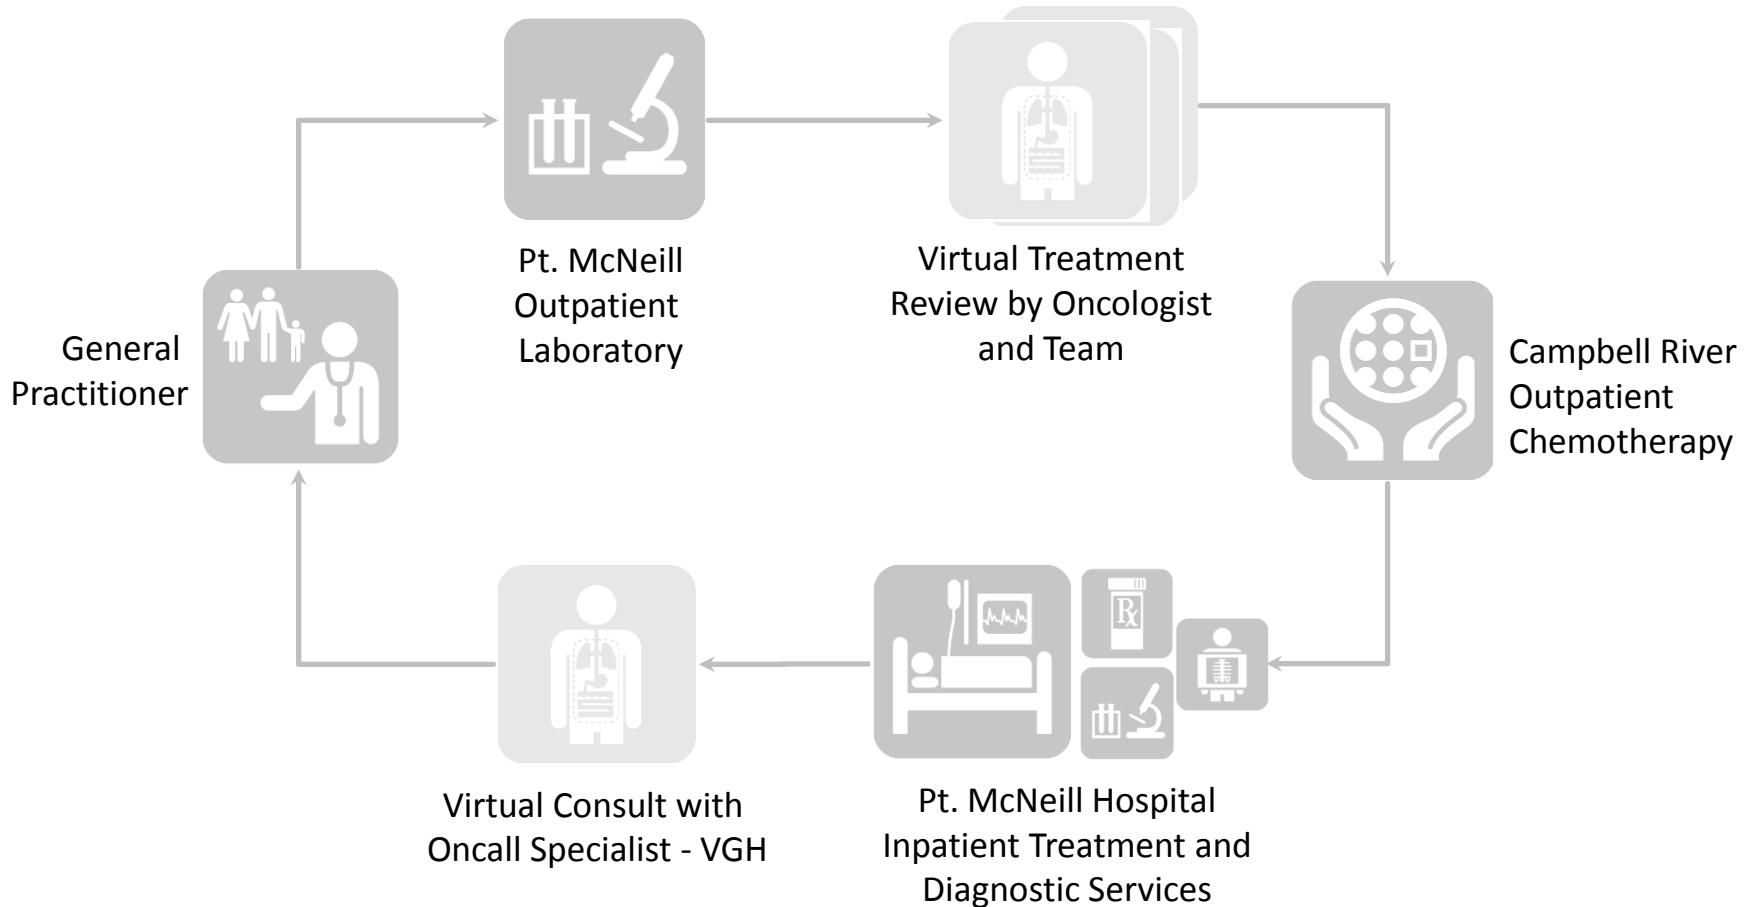 Pt. McNeill
Outpatient
Laboratory
Virtual Treatment
Review by Oncologist
and Team
General
Practitioner
Campbell River
Outpatient
Chemotherapy
Rx
Virtual Consult with
Oncall Specialist - VGH
Pt. McNeill Hospital
Inpatient Treatment and
Diagnostic Services